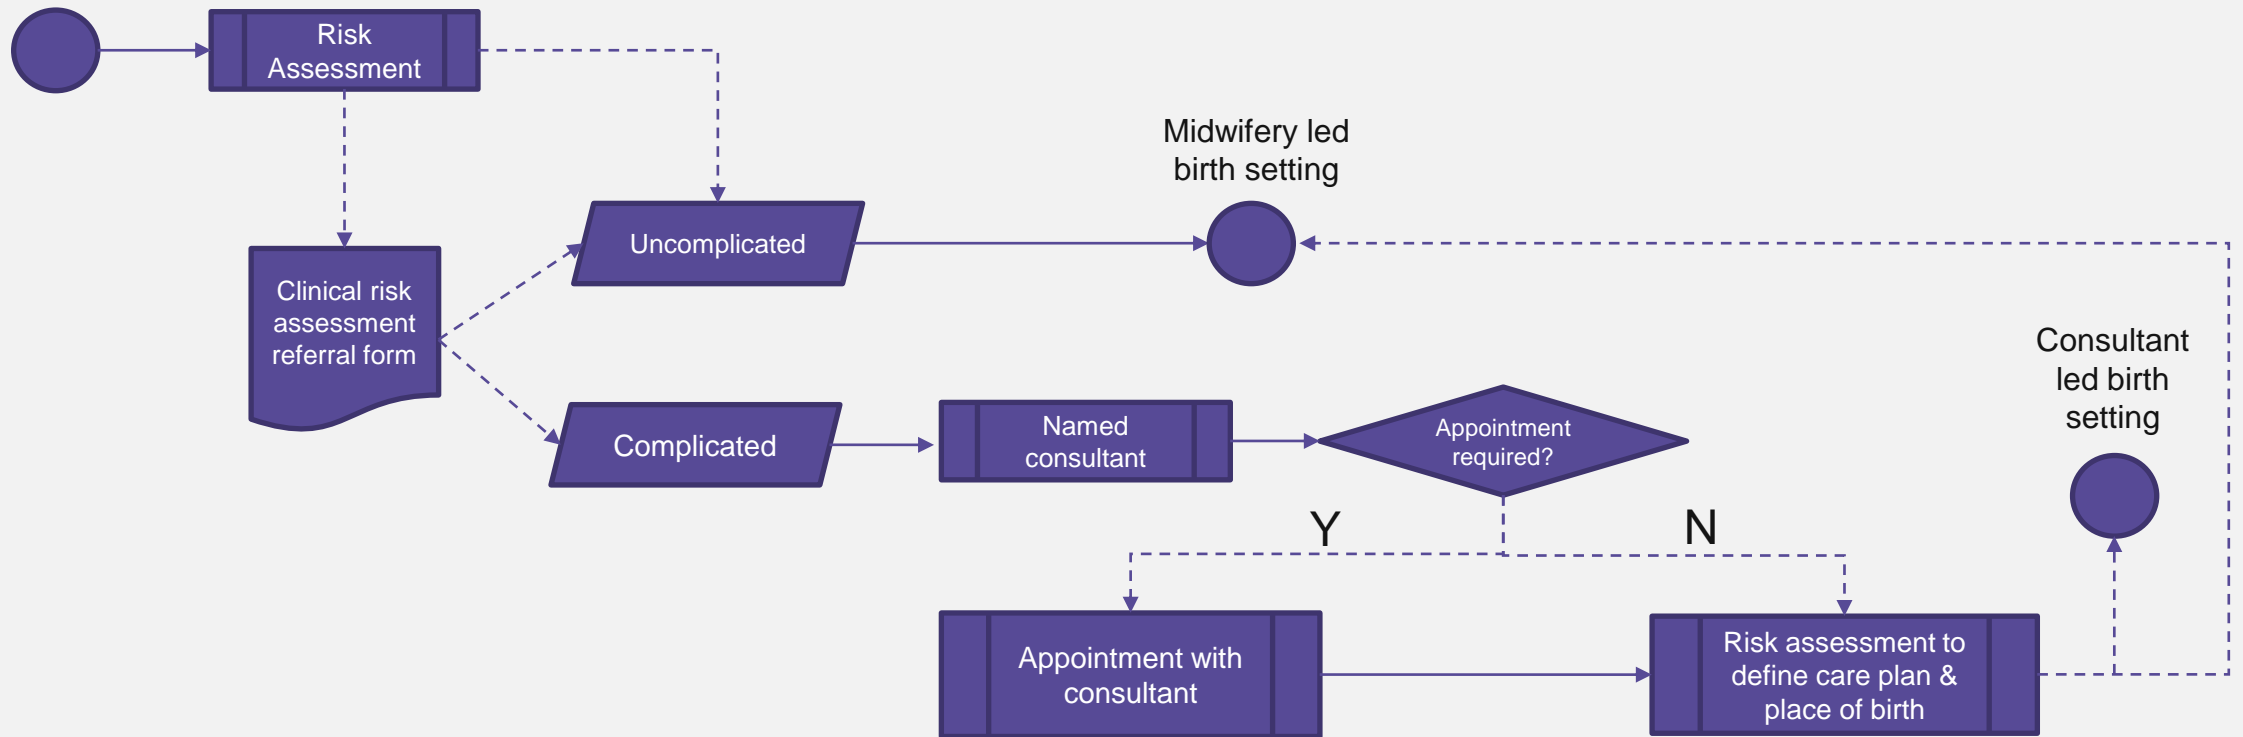 Risk
Assessment
Midwifery led
birth setting
Uncomplicated
Clinical risk
assessment
referral form
Consultant
led birth
setting
Complicated
Named
consultant
Appointment
required?
Y
N
Appointment with
consultant
Risk assessment to
define care plan &
place of birth